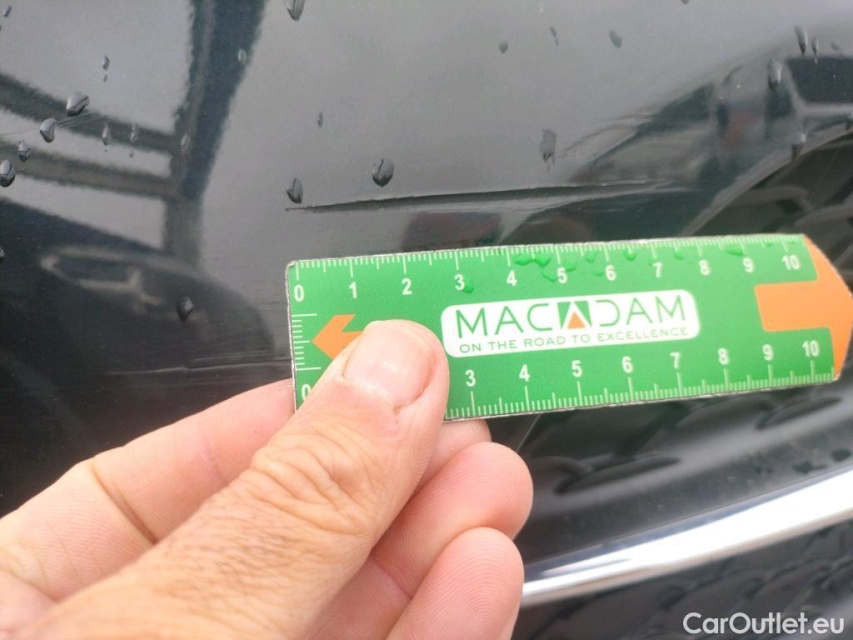 0 1 2 3 4 5 6 7 8 9 10
MACADAM
ON THE ROAD TO EXCELLENCE
0 3 4 5 6 7 8 9 10
CarOutlet.eu